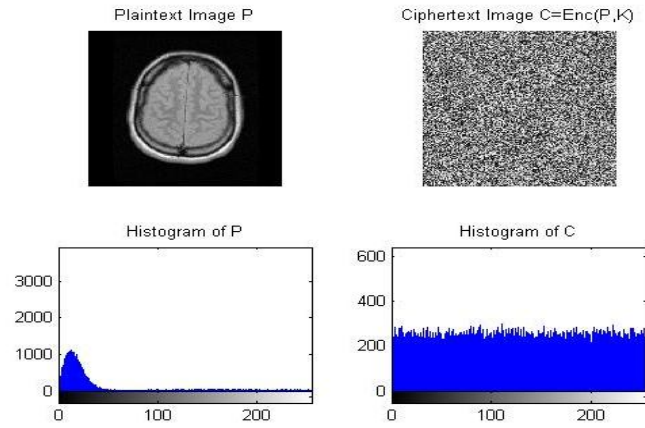 Plaintext Image P
Ciphertext Image C=Enc(P,K)
Histogram of P
3000
2000
1000
0
0 100 200
Histogram of C
600
400
200
0
0 100 200